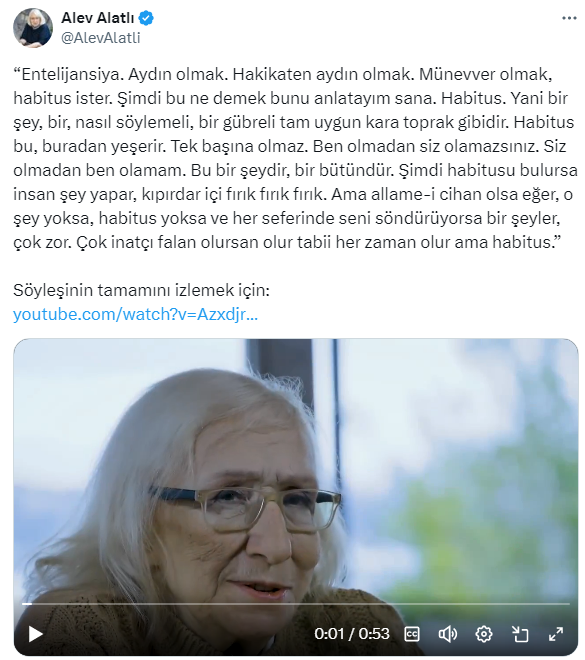 Alev Alatlı
@AlevAlatli
“Entelijansiya. Aydın olmak. Hakikaten aydın olmak. Münevver olmak,
habitus ister. Şimdi bu ne demek bunu anlatayım sana. Habitus. Yani bir
şey, bir, nasıl söylemeli, bir gübreli tam uygun kara toprak gibidir. Habitus
bu, buradan yeşerir. Tek başına olmaz. Ben olmadan siz olamazsınız. Siz
olmadan ben olamam. Bu bir şeydir, bir bütündür. Şimdi habitusu bulursa
insan şey yapar, kıpırdar içi fırık fırık fırık. Ama allame-i cihan olsa eğer, o
şey yoksa, habitus yoksa ve her seferinde seni söndürüyorsa bir şeyler,
çok zor. Çok inatçı falan olursan olur tabii her zaman olur ama habitus.”
Söyleşinin tamamını izlemek için:
youtube.com/watch?v=Azxdjr...
0:01 / 0:53
CC